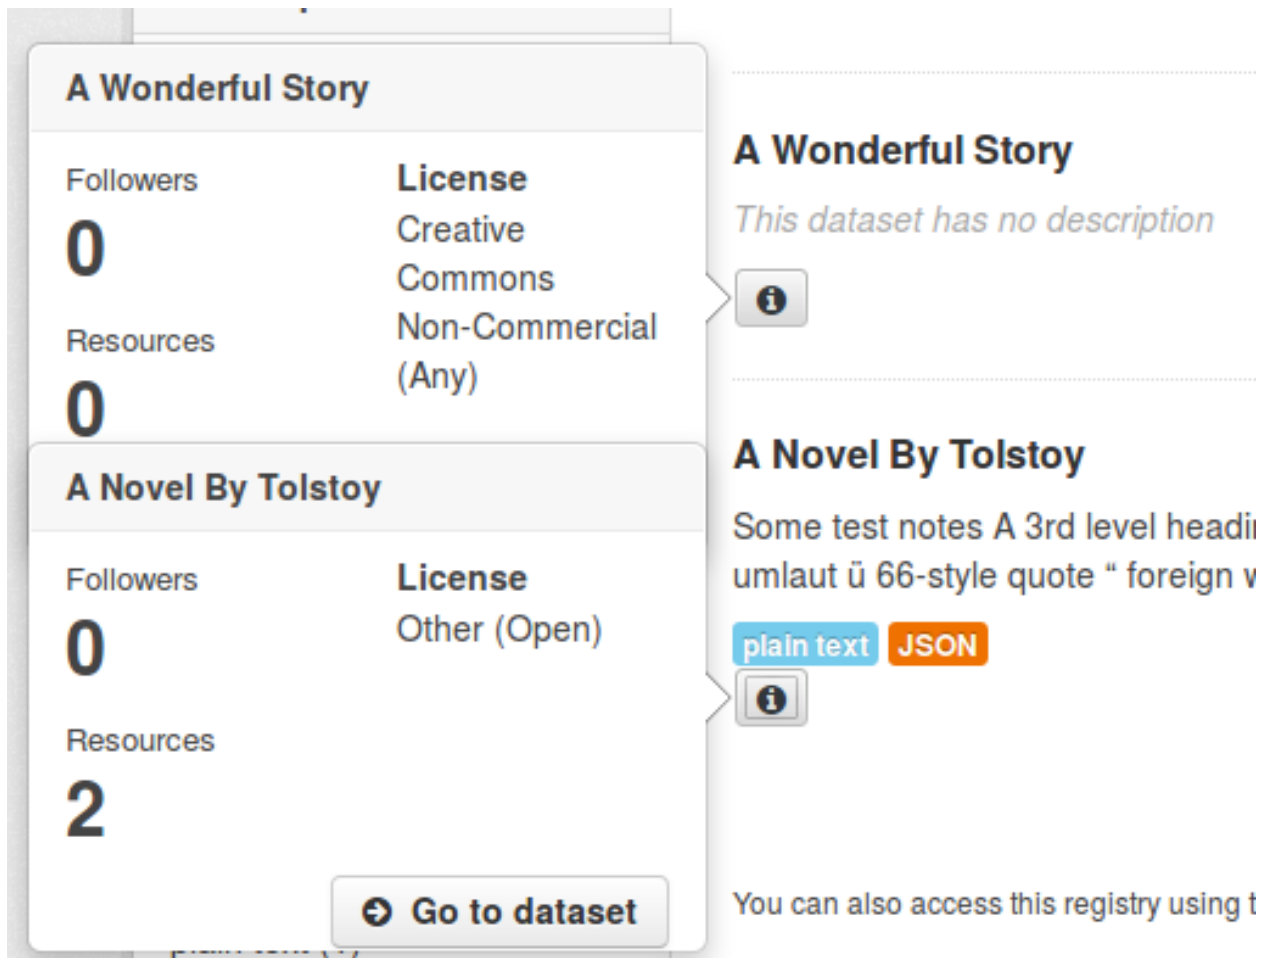 A Wonderful Story
Followers
0
Resources
0
License
Creative
Commons
Non-Commercial
(Any)
A Novel By Tolstoy
Followers
0
Resources
2
License
Other (Open)
Go to dataset
A Wonderful Story
This dataset has no description
A Novel By Tolstoy
Some test notes A 3rd level
umlaut ü 66-style quote “ foreign
plain text JSON
You can also access this registry using